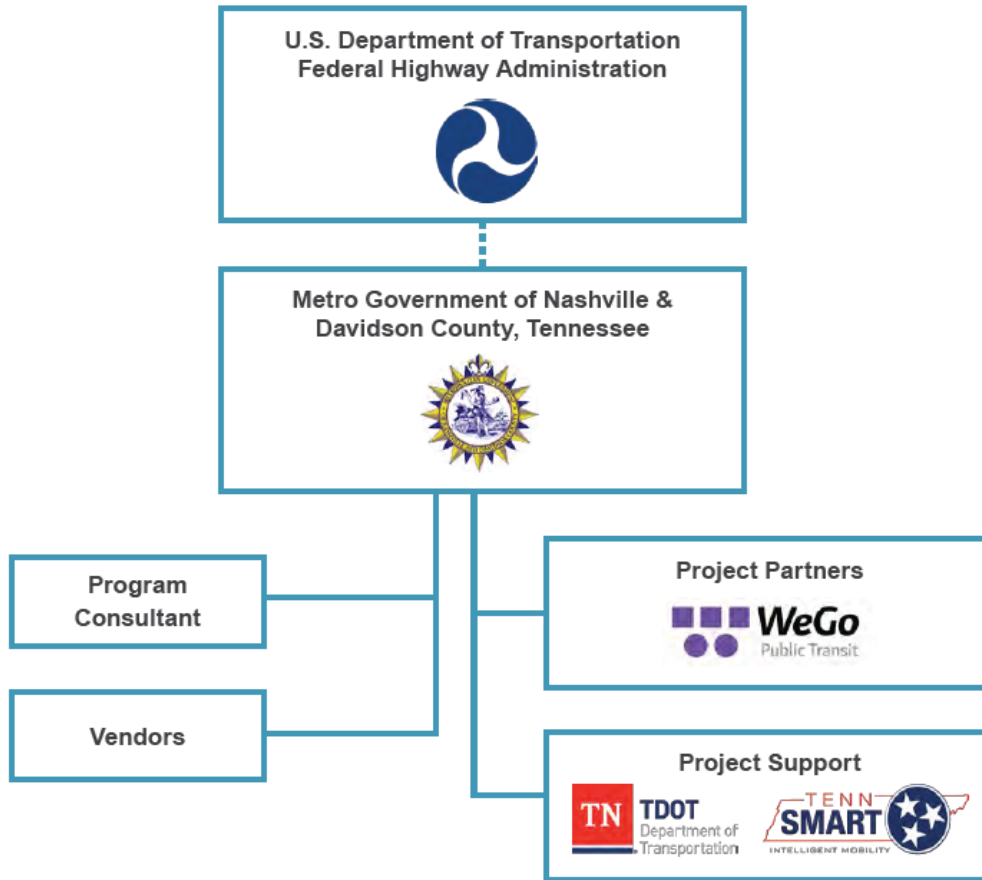 U.S. Department of Transportation
Federal Highway Administration
Metro Government of Nashville &
Davidson County, Tennessee
Program
Consultant
Vendors
Project Partners
WeGo
Public Transit
Project Support
TN
TDOT
Department of
Transportation
TENN
SMART
INTELLIGENT MOBILITY